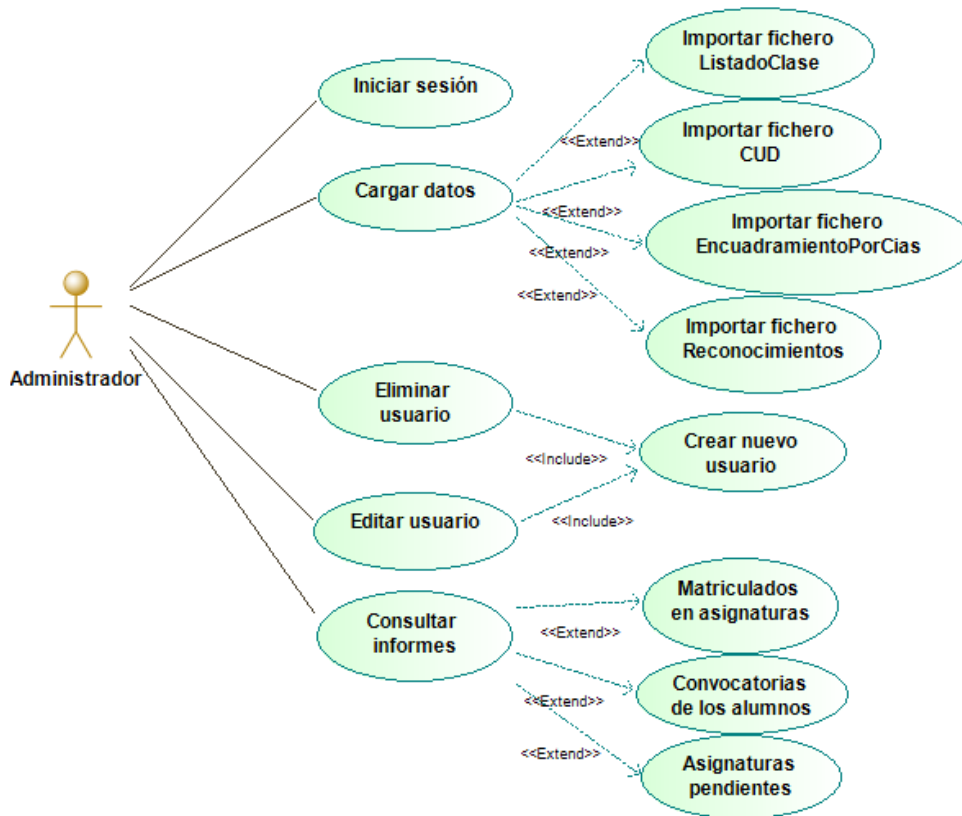 Importar fichero
ListadoClase
Iniciar sesión
<<Extend>>
Importar fichero
CUD
Cargar datos
<<Extend>>
Importar fichero
EncuadramientoPorCias
<<Extend>>
<<Extend>>
Importar fichero
Reconocimientos
Administrador
Eliminar
usuario
<<Include>>
Crear nuevo
usuario
Editar usuario
<<Include>>
Consultar
informes
<<Extend>>
Matriculados
en asignaturas
<<Extend>>
Convocatorias
de los alumnos
<<Extend>>
Asignaturas
pendientes